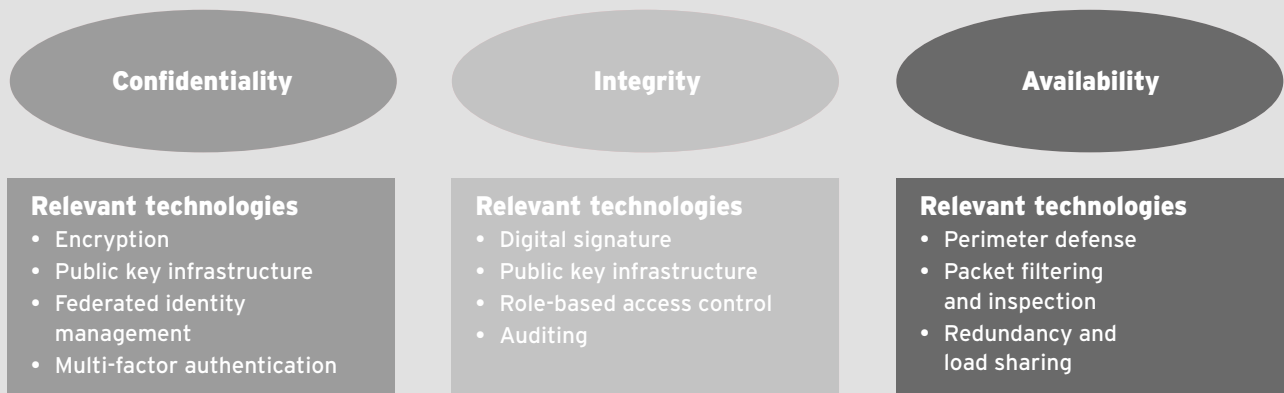 Confidentiality
Relevant technologies
• Encryption
• Public key infrastructure
• Federated identity
management
• Multi-factor authentication
Integrity
Relevant technologies
• Digital signature
• Public key infrastructure
• Role-based access control
• Auditing
Availability
Relevant technologies
• Perimeter defense
• Packet filtering
and inspection
• Redundancy and
load sharing